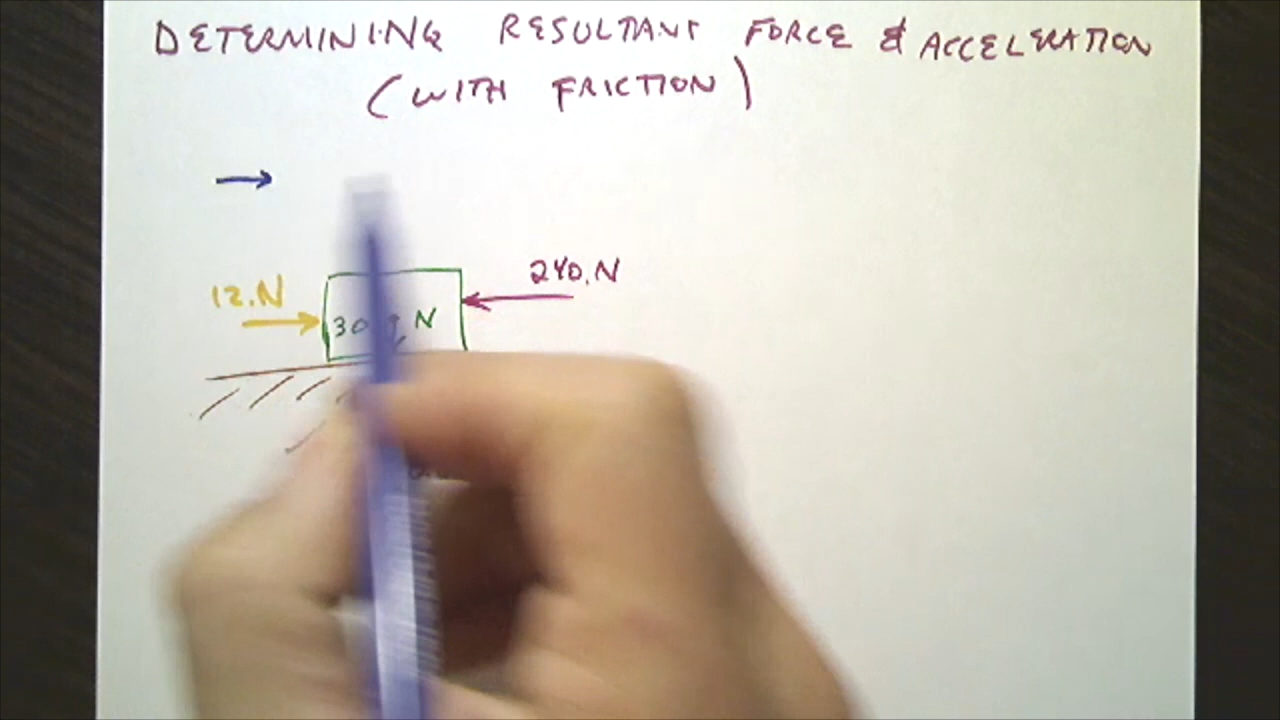 DETERMINING RESULTANT FORCE & ACCELERATION
(WITH FRICTION)
240.N
12.N
N